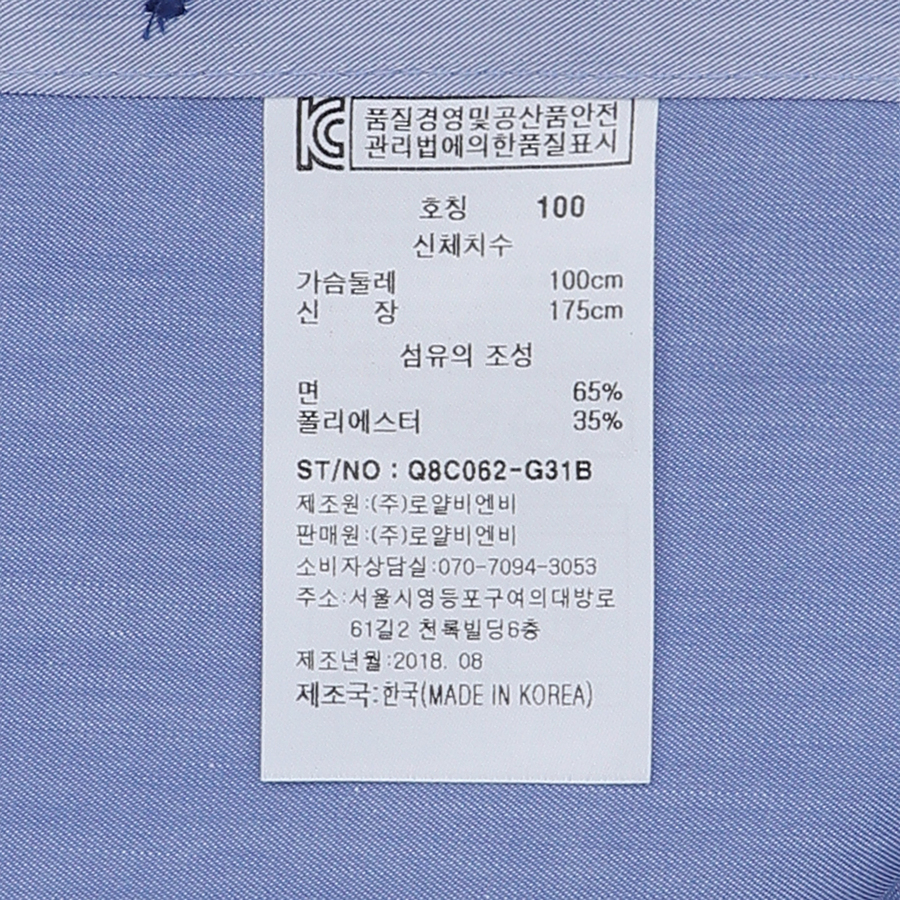 KC 품질경영및공산품안전
관리법에의한품질표시
호칭 100
신체치수
가슴둘레 100cm
신 장 175cm
섬유의 조성
면 65%
폴리에스터 35%
ST/NO : Q8C062-G31B
제조원:(주)로얄비엔비
판매원:(주)로얄비엔비
소비자상담실:070-7094-3053
주소:서울시영등포구여의대방로
61길2 천록빌딩6층
제조년월:2018. 08
제조국:한국(MADE IN KOREA)